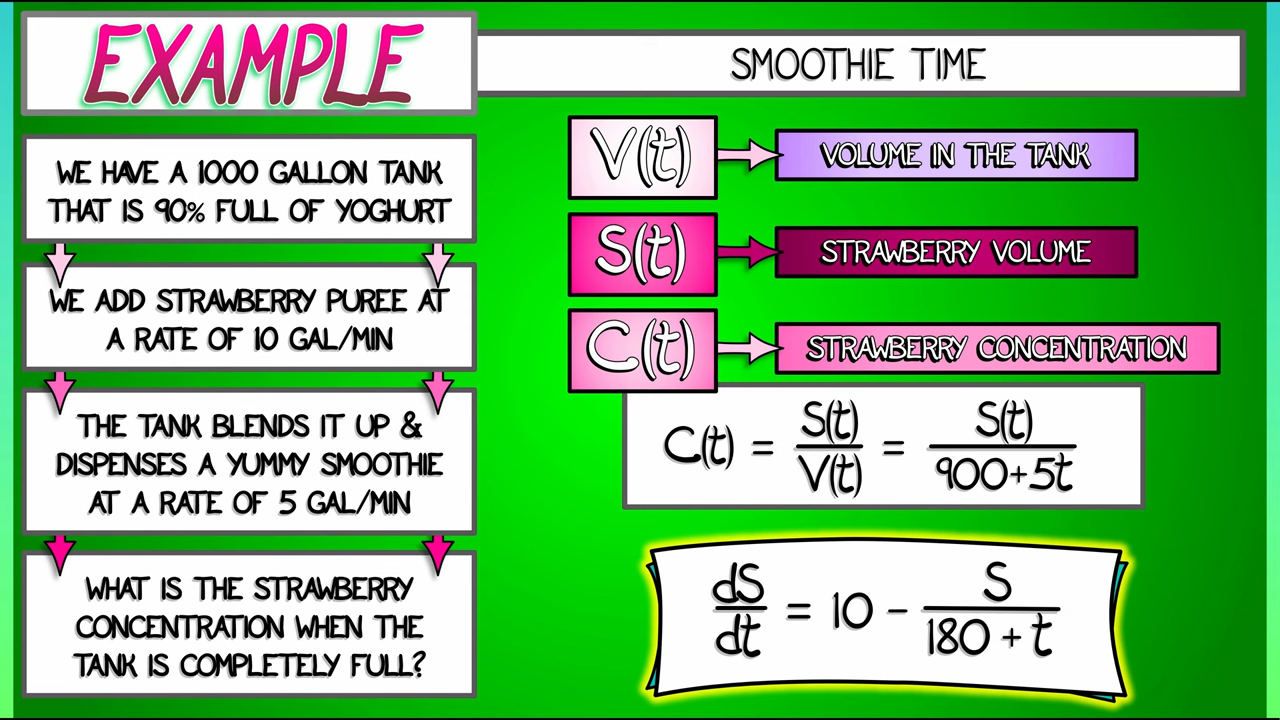 EXAMPLE
SMOOTHIE TIME
WE HAVE A 1000 GALLON TANK
THAT IS 90% FULL OF YOGHURT
WE ADD STRAWBERRY PUREE AT
A RATE OF 10 GAL/MIN
THE TANK BLENDS IT UP &
DISPENSES A YUMMY SMOOTHIE
AT A RATE OF 5 GAL/MIN
WHAT IS THE STRAWBERRY
CONCENTRATION WHEN THE
TANK IS COMPLETELY FULL?
V(t) VOLUME IN THE TANK
S(t) STRAWBERRY VOLUME
C(t) STRAWBERRY CONCENTRATION
C(t) = S(t)/V(t) = S(t)/900+5t
dS/dt = 10 - S/180 + t